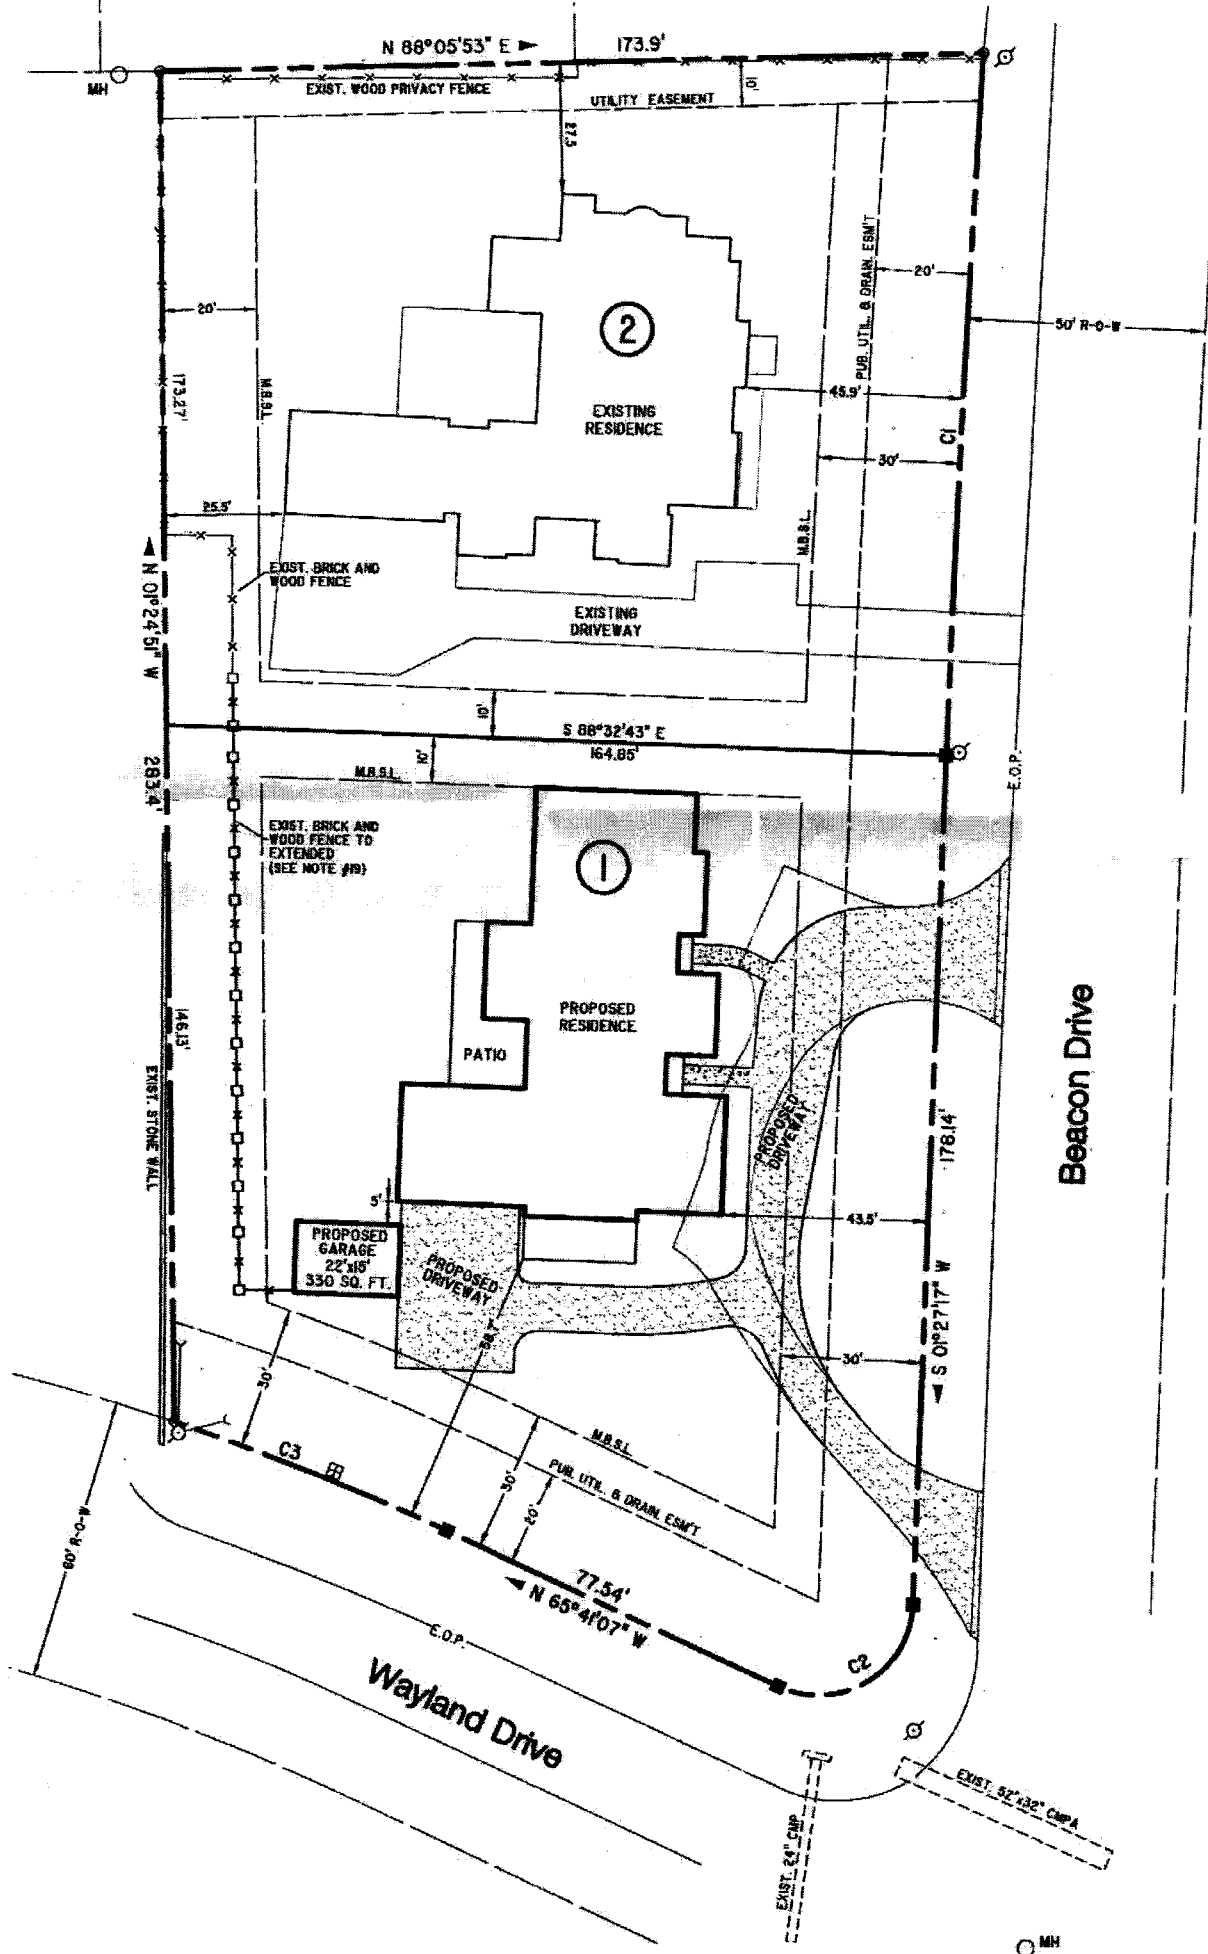 N 88°05'53" E
173.9'
MH
EXIST. WOOD PRIVACY FENCE
UTILITY EASEMENT
10'
27.5
PUB. UTIL. & DRAIN. ESM'T
20'
20'
50' R-O-W
2
173.27'
M.B.S.L.
45.9'
EXISTING
RESIDENCE
C1
30'
25.5'
M.B.S.L.
N 01°24'51" W
EXIST. BRICK AND
WOOD FENCE
EXISTING
DRIVEWAY
10'
S 88°32'43" E
164.85'
10'
M.B.S.L.
E.O.P.
283.4'
EXIST. BRICK AND
WOOD FENCE TO
EXTENDED
(SEE NOTE #19)
1
146.13'
PROPOSED
RESIDENCE
PATIO
Beacon Drive
EXIST. STONE WALL
PROPOSED
DRIVEWAY
178.14'
5'
43.5'
PROPOSED
GARAGE
22'x15'
330 SQ. FT.
PROPOSED
DRIVEWAY
S 01°27'17" W
30'
30'
C3
M.B.S.L.
PUB. UTIL. & DRAIN. ESM'T
30'
20'
60' R-O-W
77.54'
N 65°41'07" W
E.O.P.
C2
Wayland Drive
EXIST. 52"x32" CMPA
EXIST. 24" CMP
MH